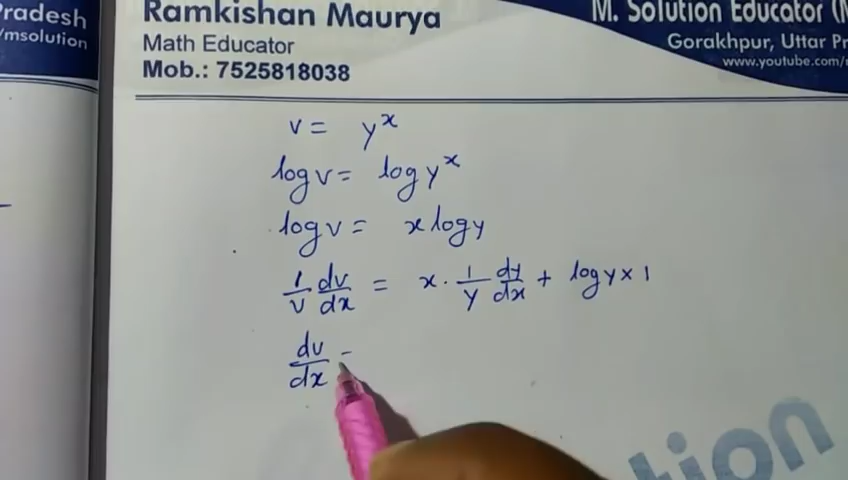 Pradesh
/msolution
Ramkishan Maurya
Math Educator
Mob.: 7525818038
M. Solution Educator (M
Gorakhpur, Uttar Pr
www.youtube.com/
v = y^x
log v = log y^x
log v = x log y
1/v dv/dx = x · 1/y dy/dx + log y × 1
dv/dx =